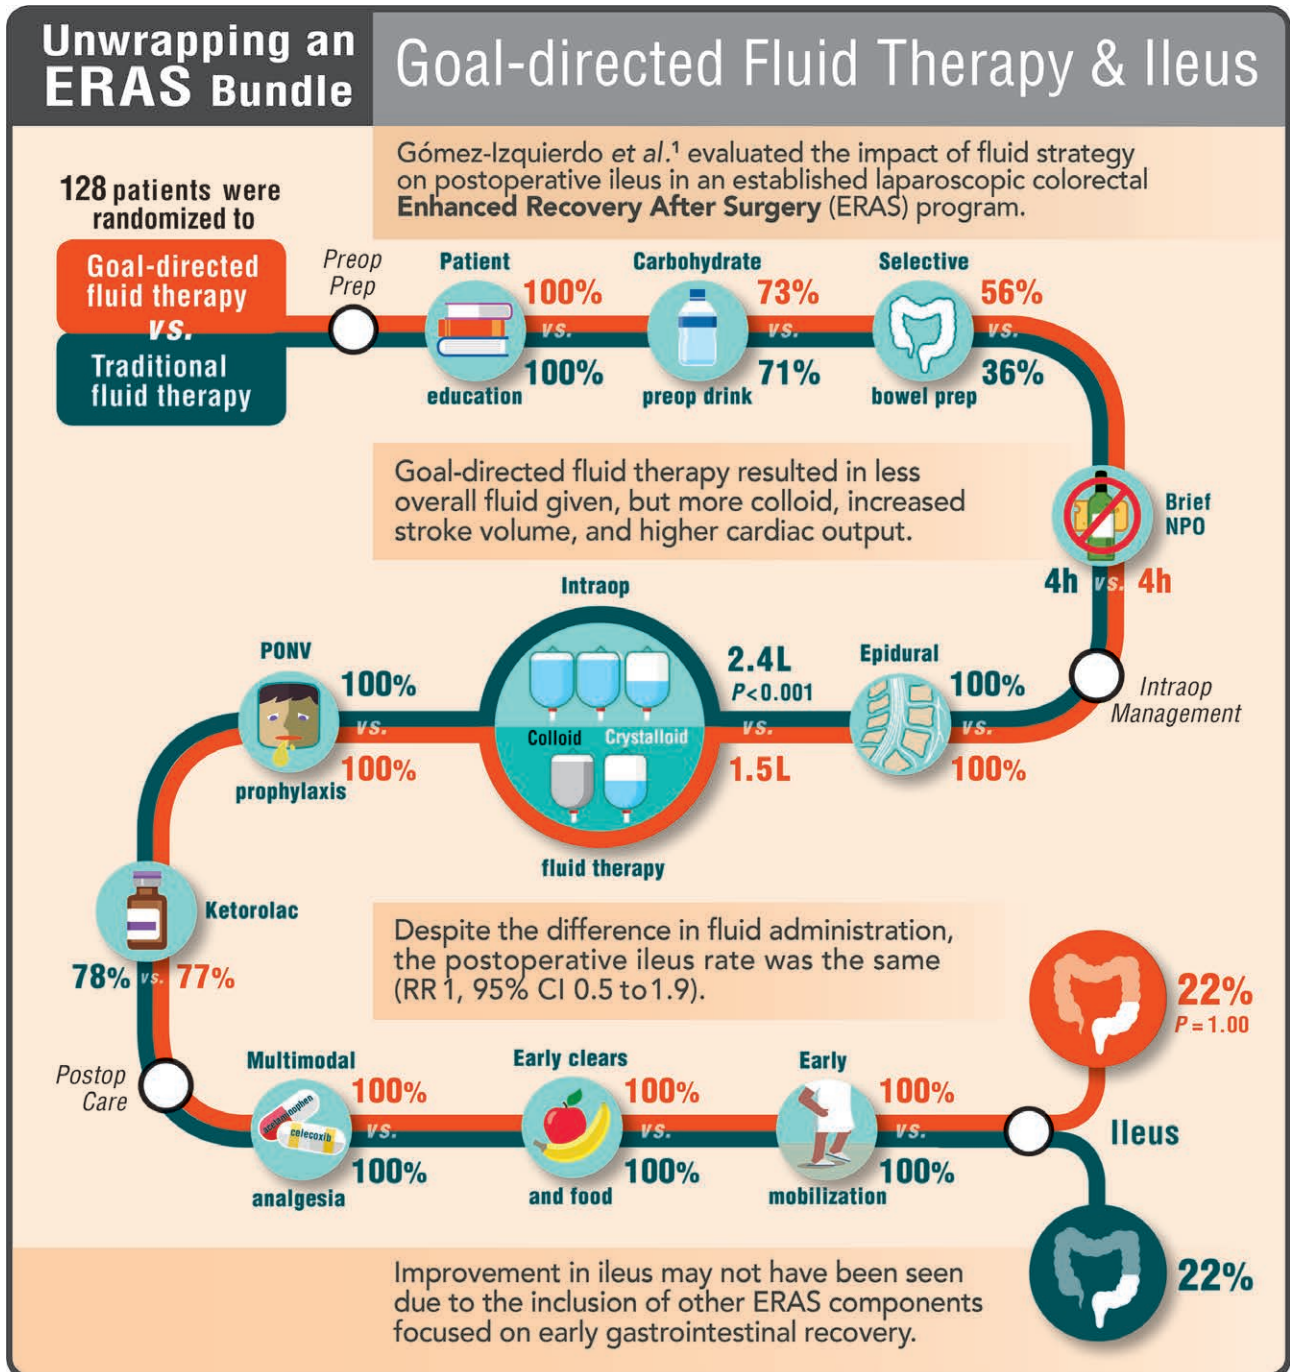 Unwrapping an
ERAS Bundle
Goal-directed Fluid Therapy & Ileus
Gómez-Izquierdo et al.¹ evaluated the impact of fluid strategy
on postoperative ileus in an established laparoscopic colorectal
Enhanced Recovery After Surgery (ERAS) program.
128 patients were
randomized to
Goal-directed
fluid therapy
vs.
Traditional
fluid therapy
Preop
Prep
Patient
100%
vs.
100%
education
Carbohydrate
73%
vs.
71%
preop drink
Selective
56%
vs.
36%
bowel prep
Goal-directed fluid therapy resulted in less
overall fluid given, but more colloid, increased
stroke volume, and higher cardiac output.
Brief
NPO
4h vs. 4h
Intraop
Management
Epidural
100%
vs.
100%
Intraop
2.4L
P<0.001
vs.
1.5L
Colloid Crystalloid
fluid therapy
PONV
100%
vs.
100%
prophylaxis
Ketorolac
78% vs. 77%
Despite the difference in fluid administration,
the postoperative ileus rate was the same
(RR 1, 95% CI 0.5 to 1.9).
Postop
Care
Multimodal
acetaminophen
celecoxib
100%
vs.
100%
analgesia
Early clears
100%
vs.
100%
and food
Early
100%
vs.
100%
mobilization
Ileus
22%
P = 1.00
22%
Improvement in ileus may not have been seen
due to the inclusion of other ERAS components
focused on early gastrointestinal recovery.